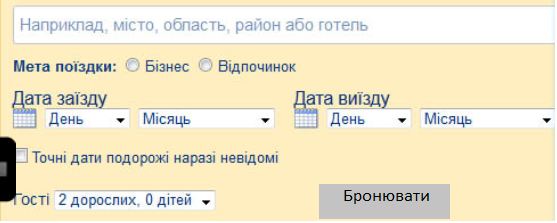 Наприклад, місто, область, район або готель
Мета поїздки: Бізнес Відпочинок
Дата заїзду Дата виїзду
День Місяць День Місяць
Точні дати подорожі наразі невідомі
Гості 2 дорослих, 0 дітей Бронювати